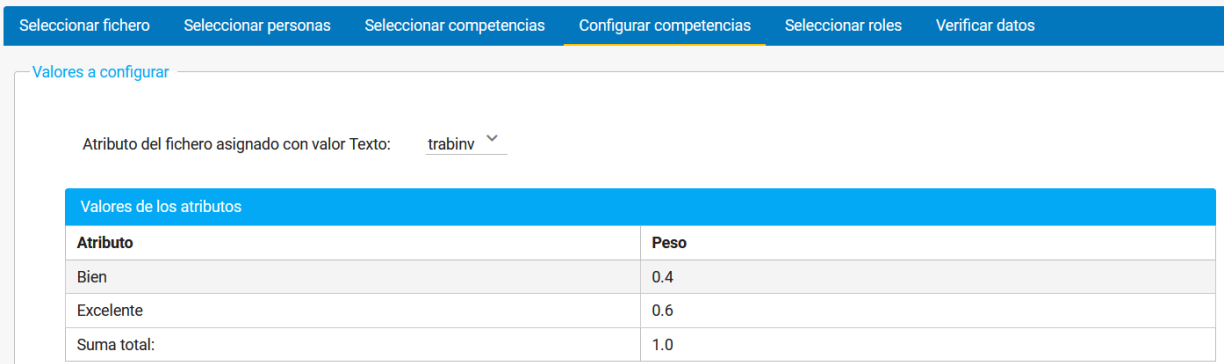 Seleccionar fichero Seleccionar personas Seleccionar competencias Configurar competencias Seleccionar roles Verificar datos
Valores a configurar
Atributo del fichero asignado con valor Texto: trabinv
Valores de los atributos
Atributo Peso
Bien 0.4
Excelente 0.6
Suma total: 1.0